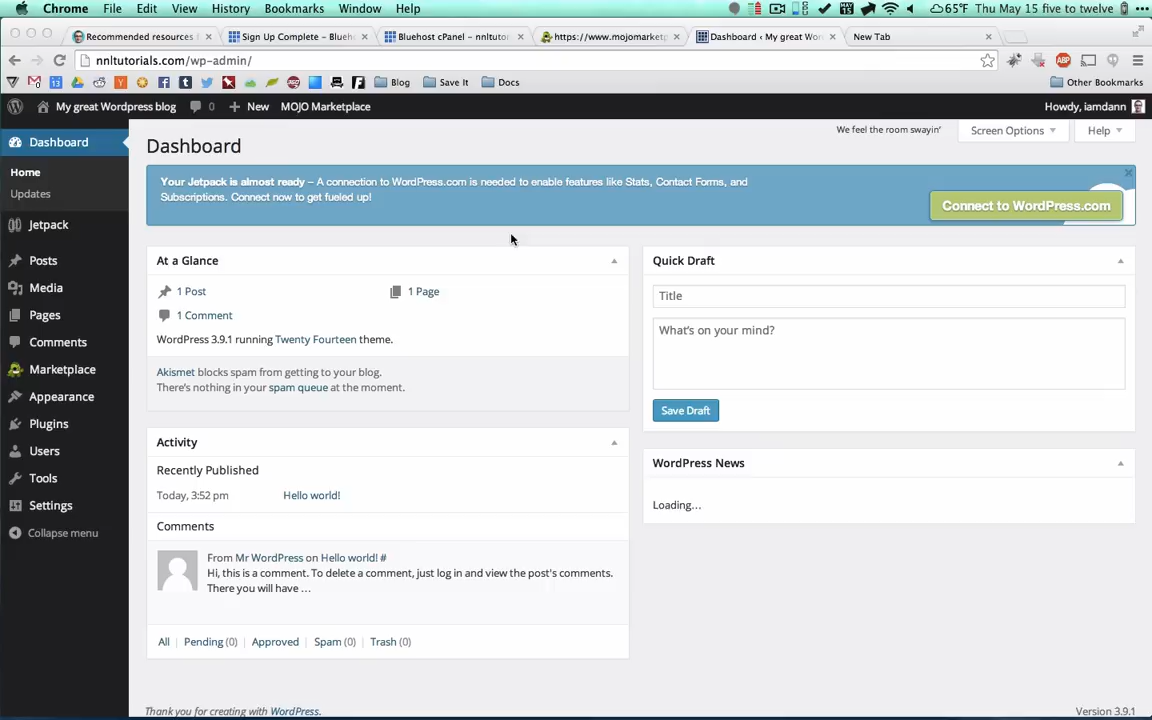 Chrome File Edit View History Bookmarks Window Help 65°F Thu May 15 five to twelve
Recommended resources f Sign Up Complete – Blueho Bluehost cPanel – nnltutor https://www.mojomarketp Dashboard ‹ My great Wor New Tab
nnltutorials.com/wp-admin/
Blog Save It Docs Other Bookmarks
My great Wordpress blog 0 New MOJO Marketplace Howdy, iamdann
We feel the room swayin'
Screen Options
Help
Dashboard
Home
Updates
Jetpack
Posts
Media
Pages
Comments
Marketplace
Appearance
Plugins
Users
Tools
Settings
Collapse menu
Dashboard
Your Jetpack is almost ready – A connection to WordPress.com is needed to enable features like Stats, Contact Forms, and
Subscriptions. Connect now to get fueled up!
Connect to WordPress.com
At a Glance
1 Post 1 Page
1 Comment
WordPress 3.9.1 running Twenty Fourteen theme.
Akismet blocks spam from getting to your blog.
There's nothing in your spam queue at the moment.
Activity
Recently Published
Today, 3:52 pm Hello world!
Comments
From Mr WordPress on Hello world! #
Hi, this is a comment. To delete a comment, just log in and view the post's comments.
There you will have …
All | Pending (0) | Approved | Spam (0) | Trash (0)
Quick Draft
Title
What's on your mind?
Save Draft
WordPress News
Loading…
Thank you for creating with WordPress.
Version 3.9.1